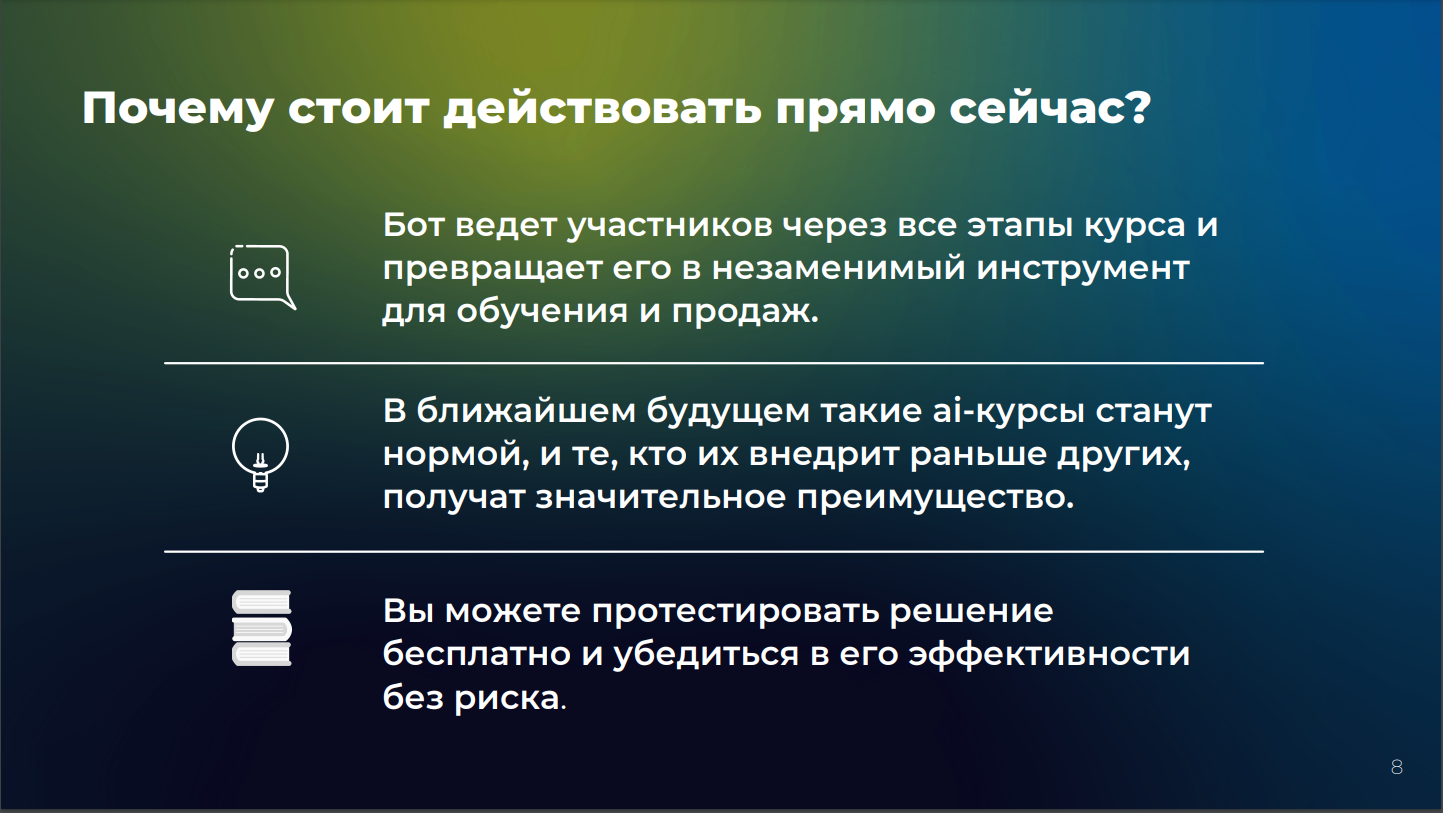 Почему стоит действовать прямо сейчас?
Бот ведет участников через все этапы курса и
превращает его в незаменимый инструмент
для обучения и продаж.
В ближайшем будущем такие ai-курсы станут
нормой, и те, кто их внедрит раньше других,
получат значительное преимущество.
Вы можете протестировать решение
бесплатно и убедиться в его эффективности
без риска.
8